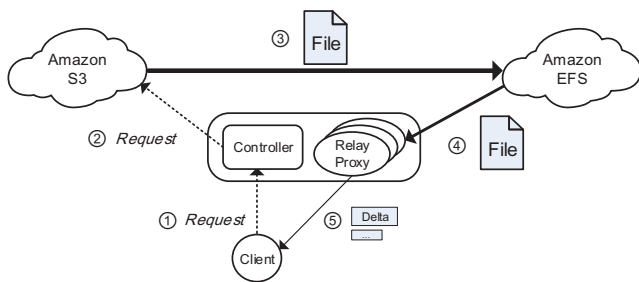 ③
File
Amazon
S3
Amazon
EFS
② Request
Controller
Relay
Proxy
④
File
① Request
⑤
Delta
...
Client